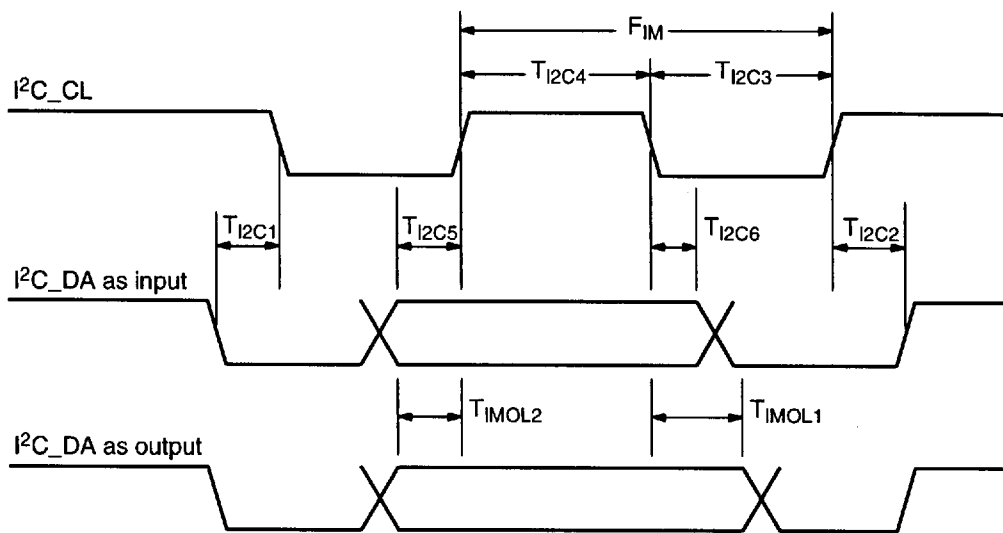 F_IM
T_I2C4 T_I2C3
I²C_CL
T_I2C1 T_I2C5 T_I2C6 T_I2C2
I²C_DA as input
T_IMOL2 T_IMOL1
I²C_DA as output